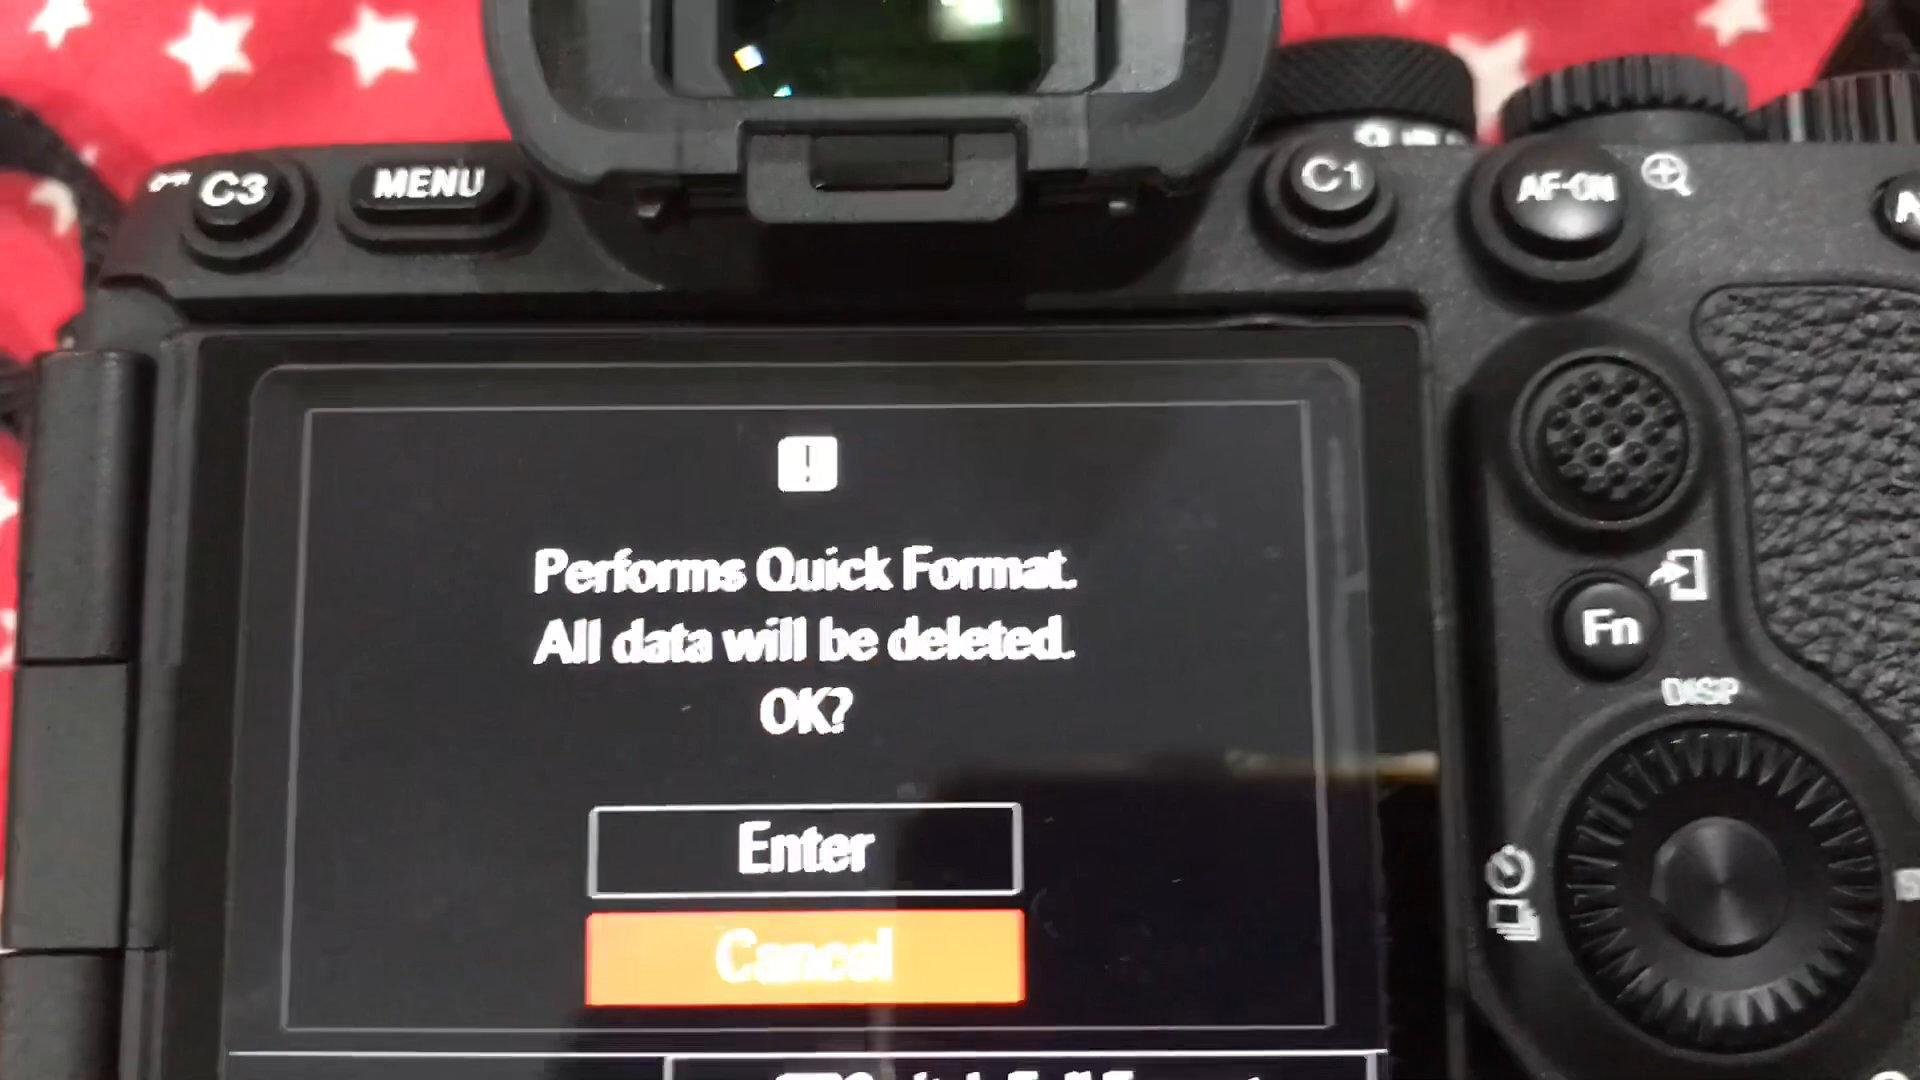 C3 MENU C1 AF-ON
!
Performs Quick Format.
All data will be deleted.
OK?
Fn
DISP
Enter
Cancel